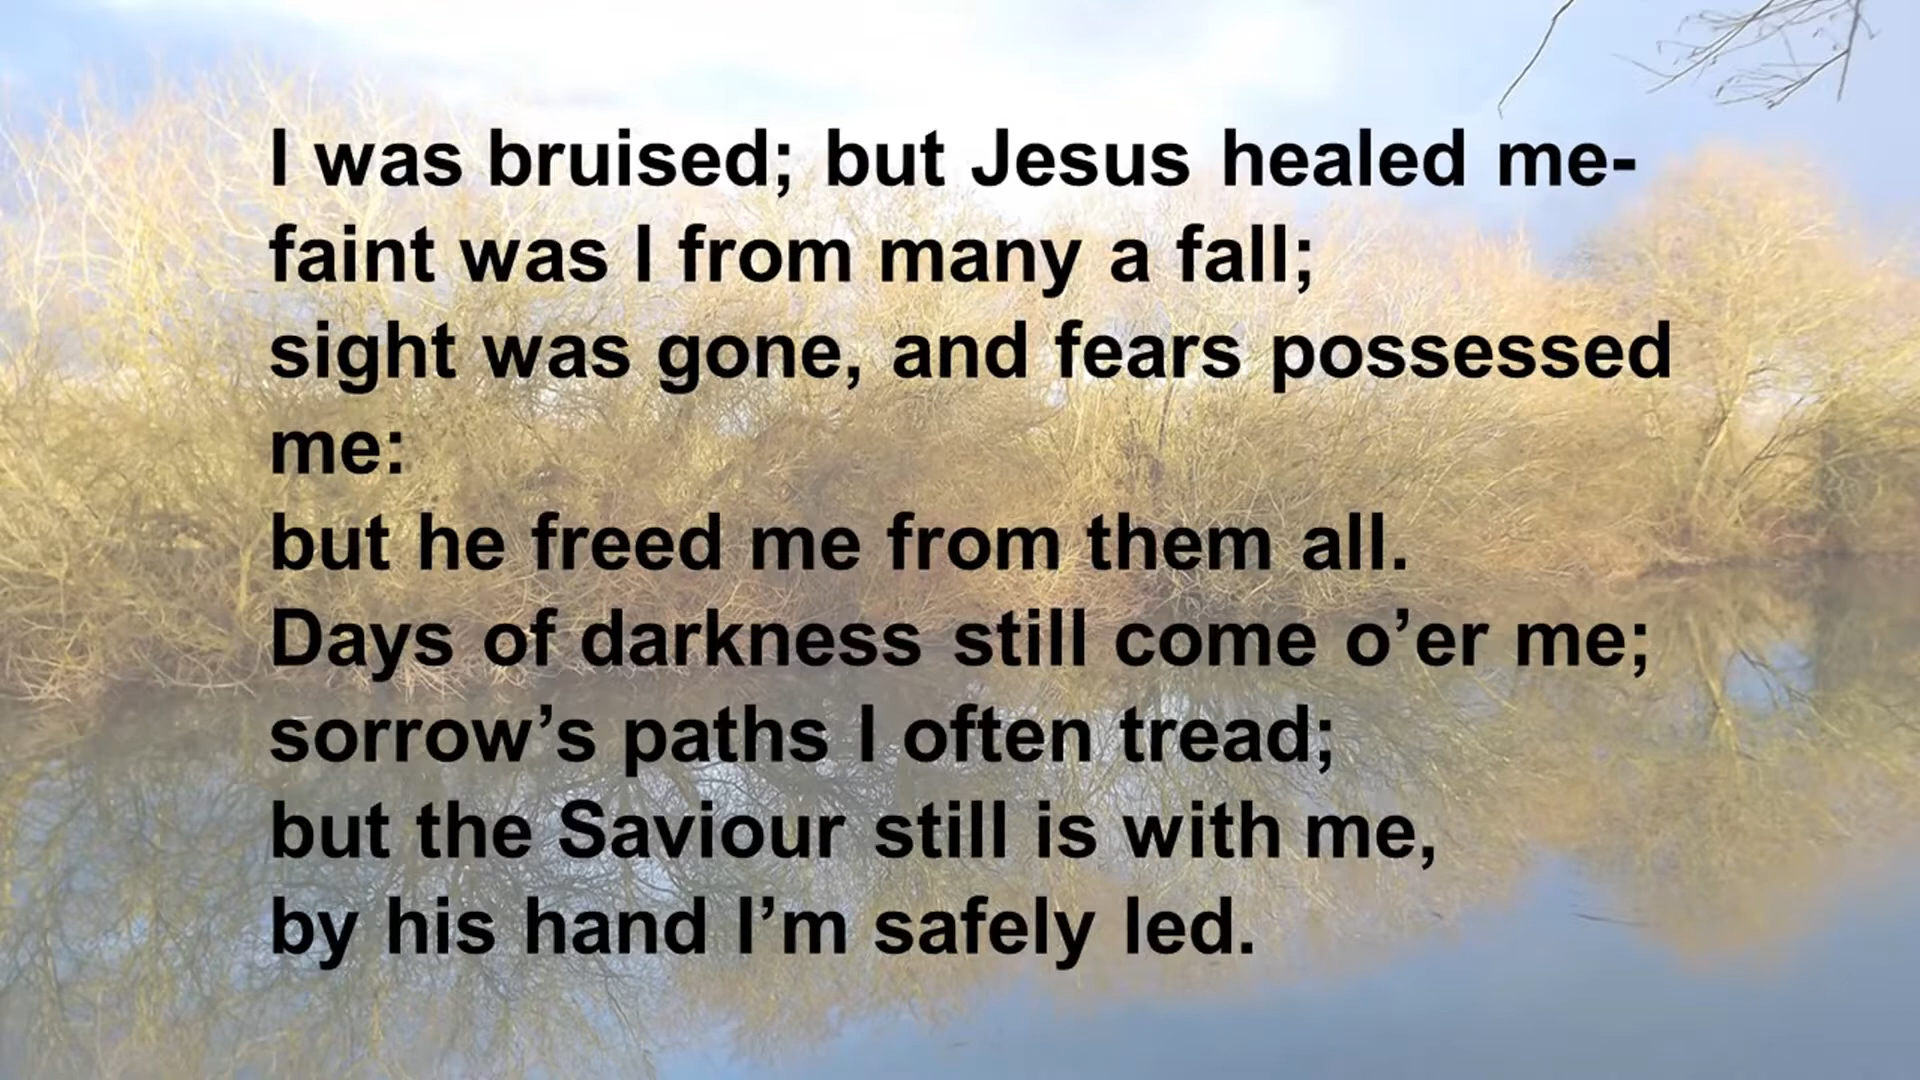 I was bruised; but Jesus healed me-
faint was I from many a fall;
sight was gone, and fears possessed
me:
but he freed me from them all.
Days of darkness still come o’er me;
sorrow’s paths I often tread;
but the Saviour still is with me,
by his hand I’m safely led.